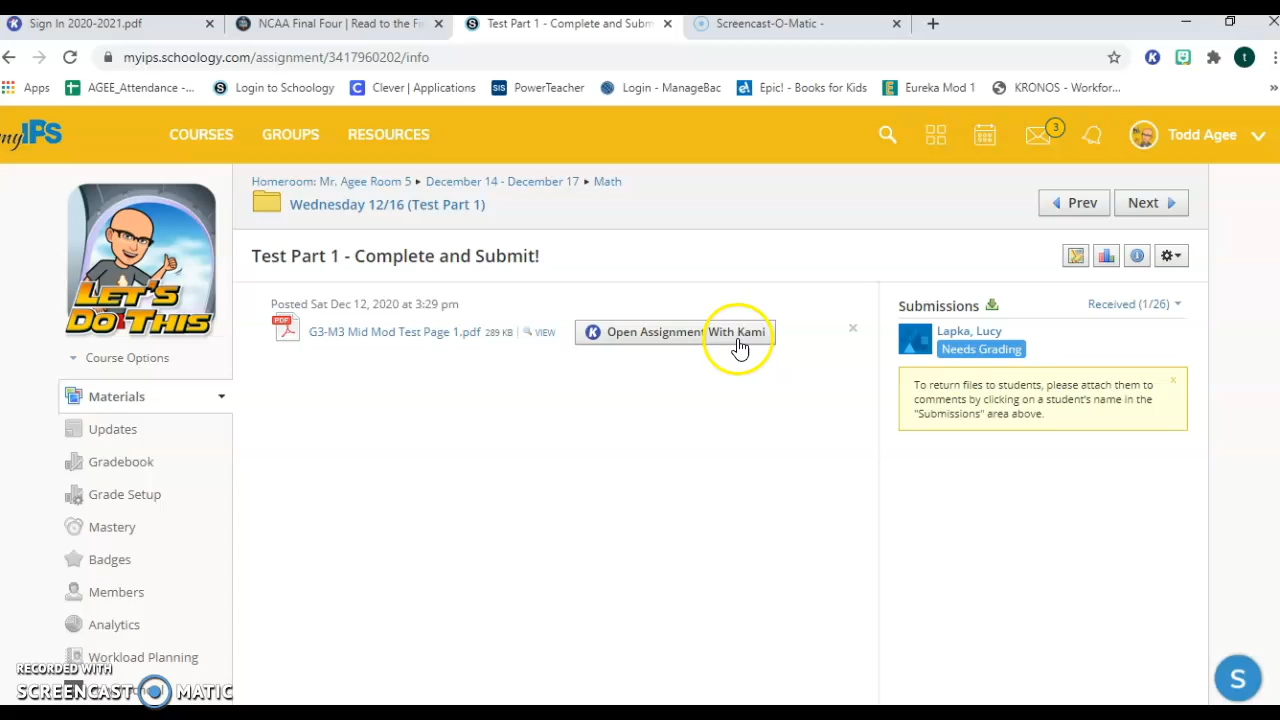 Sign In 2020-2021.pdf
NCAA Final Four | Read to the Fi
Test Part 1 - Complete and Subm
Screencast-O-Matic -
myips.schoology.com/assignment/3417960202/info
Apps
AGEE_Attendance -...
Login to Schoology
Clever | Applications
SIS PowerTeacher
Login - ManageBac
Epic! - Books for Kids
Eureka Mod 1
KRONOS - Workfor...
myIPS
COURSES
GROUPS
RESOURCES
3
Todd Agee
LET'S
DO THIS
Homeroom: Mr. Agee Room 5 ▸ December 14 - December 17 ▸ Math
Wednesday 12/16 (Test Part 1)
Prev
Next
Test Part 1 - Complete and Submit!
Posted Sat Dec 12, 2020 at 3:29 pm
PDF
G3-M3 Mid Mod Test Page 1.pdf 289 KB | VIEW
K Open Assignment With Kami
Submissions
Received (1/26)
Lapka, Lucy
Needs Grading
To return files to students, please attach them to
comments by clicking on a student's name in the
"Submissions" area above.
Course Options
Materials
Updates
Gradebook
Grade Setup
Mastery
Badges
Members
Analytics
Workload Planning
RECORDED WITH
SCREENCAST MATIC
S